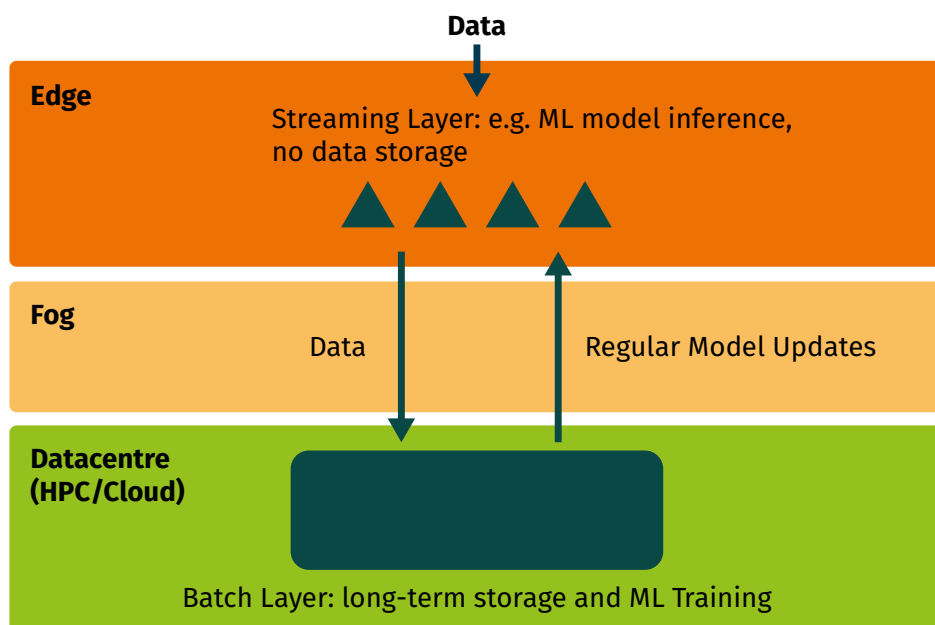 Data
Edge
Streaming Layer: e.g. ML model inference,
no data storage
Fog
Data
Regular Model Updates
Datacentre
(HPC/Cloud)
Batch Layer: long-term storage and ML Training